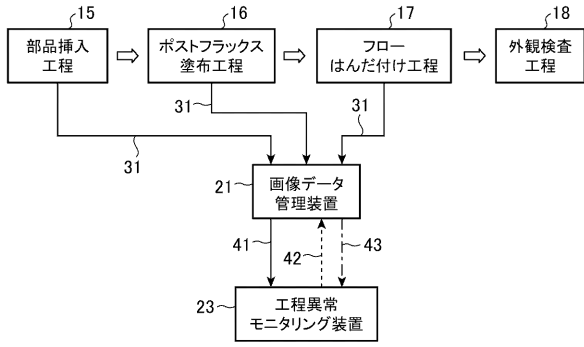 15
16
17
18
部品挿入
工程
ポストフラックス
塗布工程
フロー
はんだ付け工程
外観検査
工程
31
31
31
21
画像データ
管理装置
41
42
43
23
工程異常
モニタリング装置